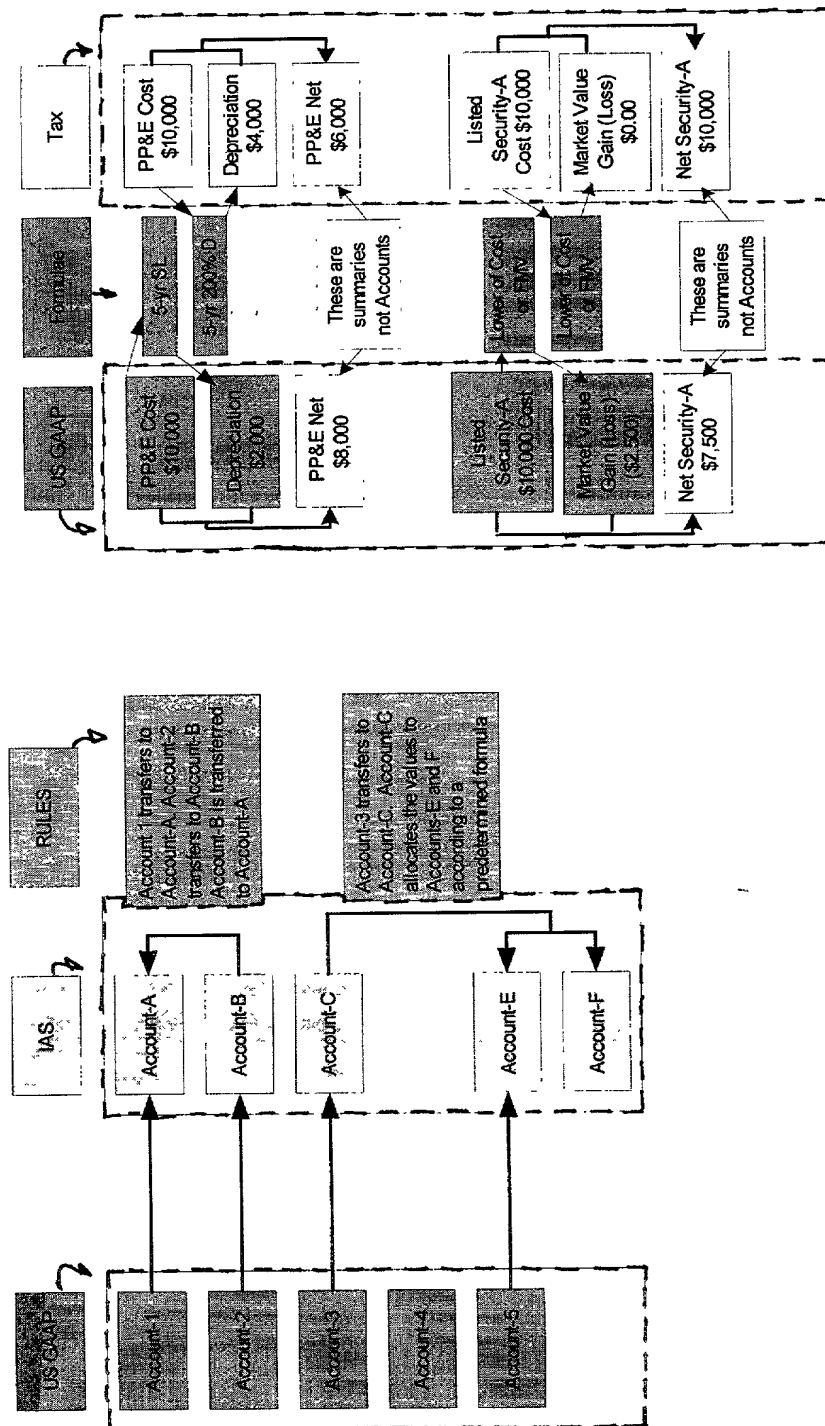 US GAAP
Account-1
Account-2
Account-3
Account-4
Account-5
IAS
Account-A
Account-B
Account-C
Account-E
Account-F
RULES
Account 1 transfers to
Account-A. Account-2
transfers to Account-B
Account-B is transferred
to Account-A
Account-3 transfers to
Account-C. Account-C
allocates the values to
Accounts-E and F
according to a
predetermined formula
US GAAP
PP&E Cost
$10,000
Depreciation
$2,000
PP&E Net
$8,000
Listed
Security-A
$10,000 Cost
Market Value
Gain (Loss)
($2,500)
Net Security-A
$7,500
Formulae
5-yr SL
5-yr 200% D
These are
summaries
not Accounts
Lower of Cost
or FMV
Lower of Cost
or FMV
These are
summaries
not Accounts
Tax
PP&E Cost
$10,000
Depreciation
$4,000
PP&E Net
$6,000
Listed
Security-A
Cost $10,000
Market Value
Gain (Loss)
$0.00
Net Security-A
$10,000